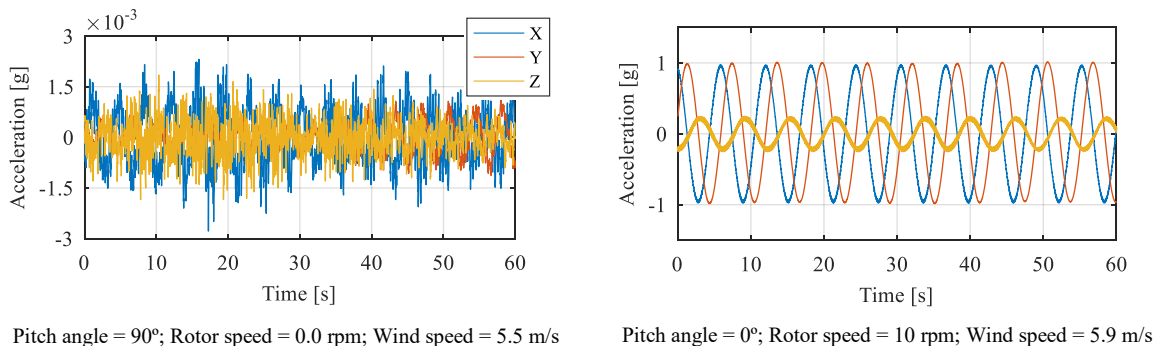 ×10⁻³
3
1.5
0
-1.5
-3
Acceleration [g]
0 10 20 30 40 50 60
Time [s]
X
Y
Z
Pitch angle = 90º; Rotor speed = 0.0 rpm; Wind speed = 5.5 m/s
1
0
-1
Acceleration [g]
0 10 20 30 40 50 60
Time [s]
Pitch angle = 0º; Rotor speed = 10 rpm; Wind speed = 5.9 m/s